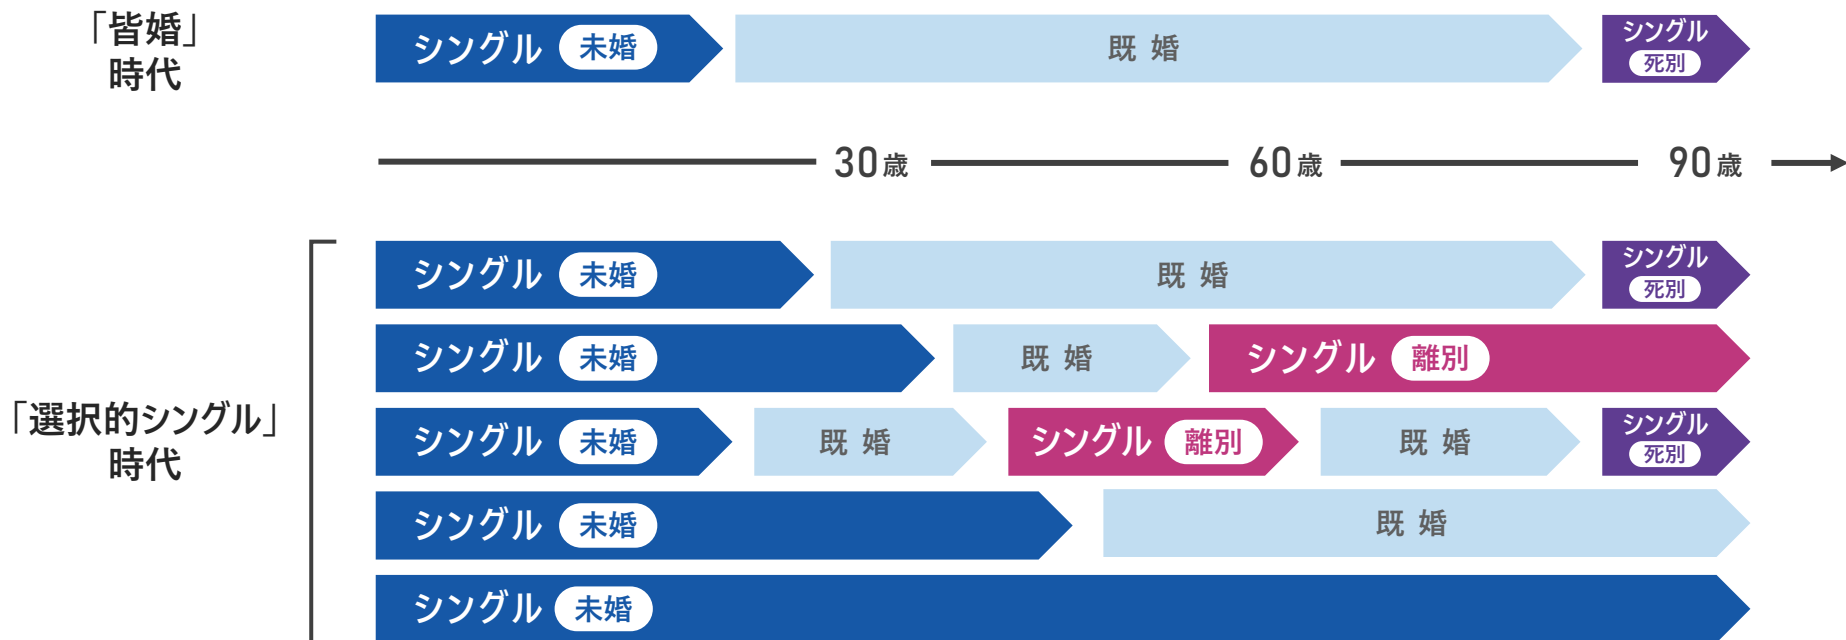 「皆婚」
時代
シングル 未婚
既婚
シングル
死別
30歳
60歳
90歳
「選択的シングル」
時代
シングル 未婚
既婚
シングル
死別
シングル 未婚
既婚
シングル 離別
シングル 未婚
既婚
シングル 離別
既婚
シングル
死別
シングル 未婚
既婚
シングル 未婚